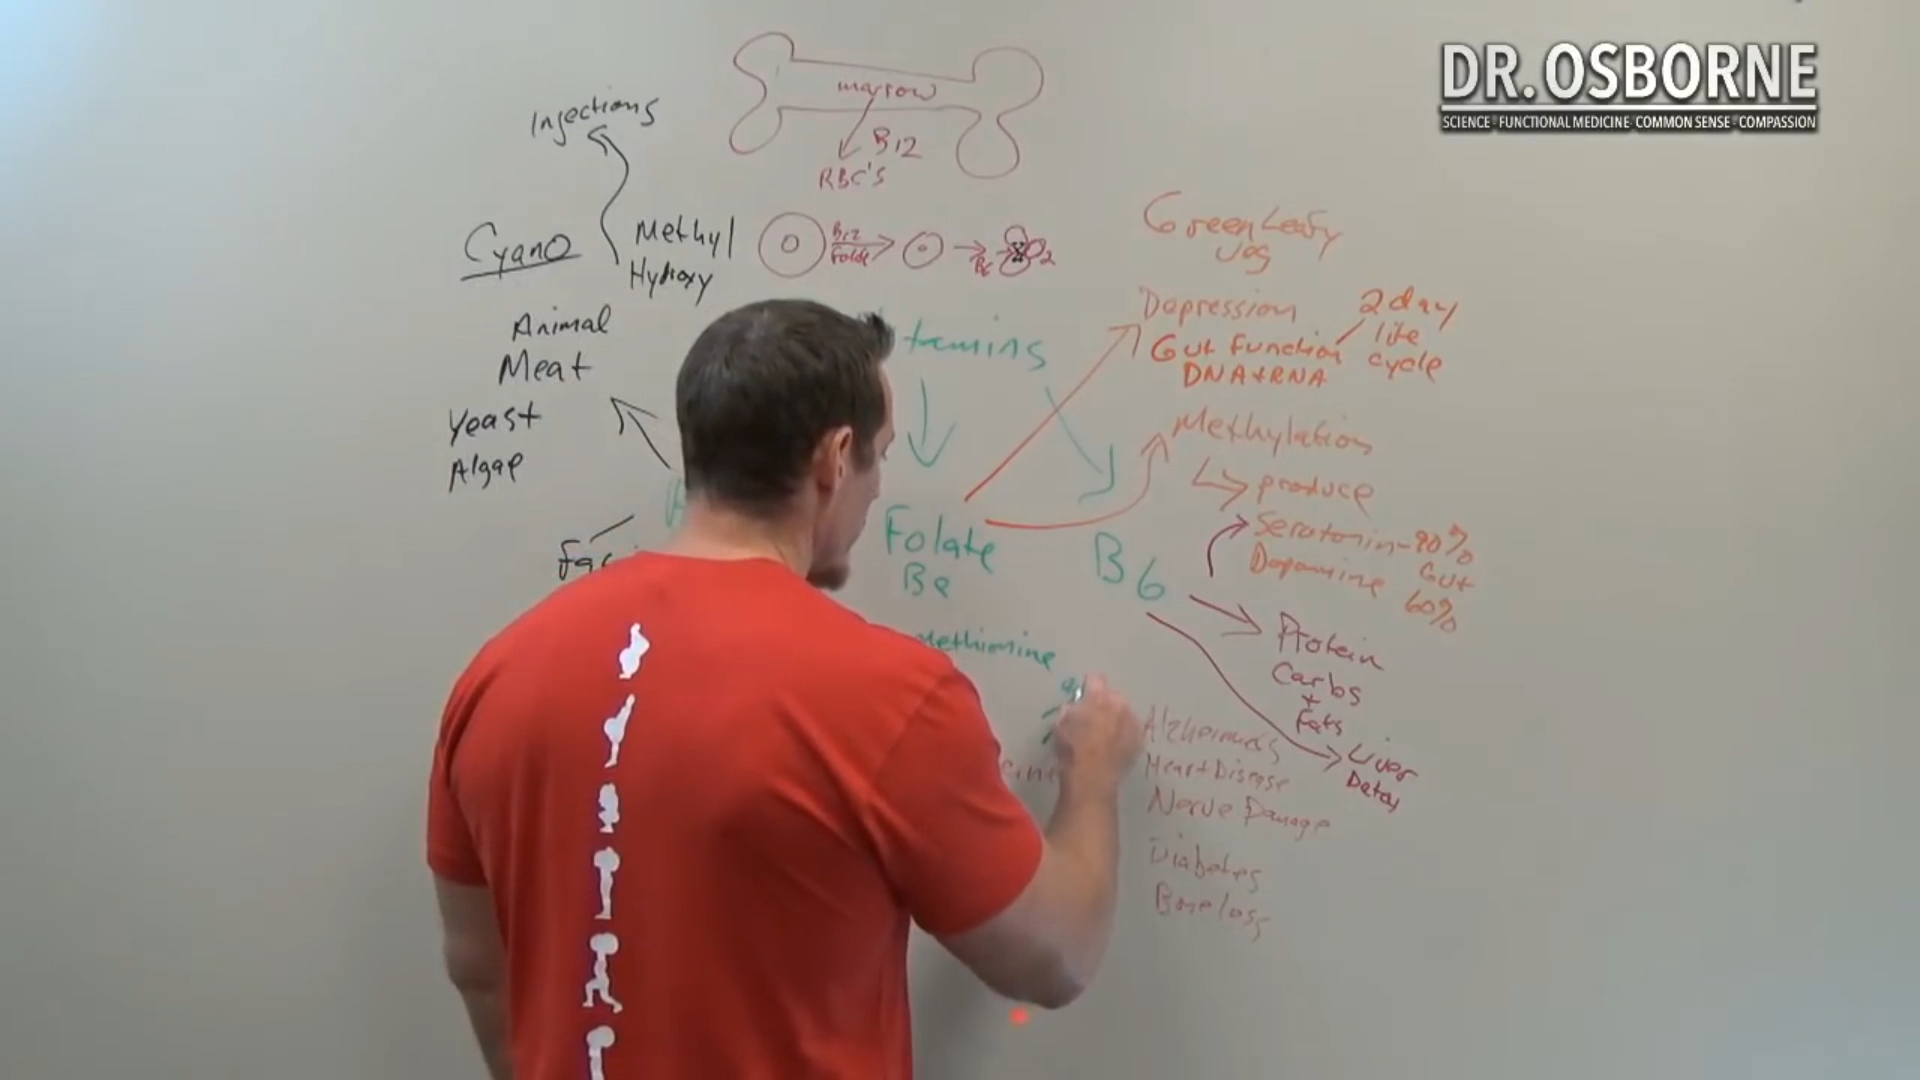 DR. OSBORNE
SCIENCE - FUNCTIONAL MEDICINE - COMMON SENSE - COMPASSION
marrow
B12
RBC's
Injections
Cyano
Methyl
Hydroxy
B12
Folate
B6
O2
Animal
Meat
Yeast
Algae
tamins
Green Leafy
Veg
Depression
Gut Function
DNA + RNA
2 day
life
cycle
Methylation
produce
Seratonin - 90%
Gut
Dopamine
60%
Folate
B9
B6
Protein
Carbs
+
Fats
Liver
Detox
Methionine
Alzheimers
Heart Disease
Nerve Damage
Diabetes
Bone loss